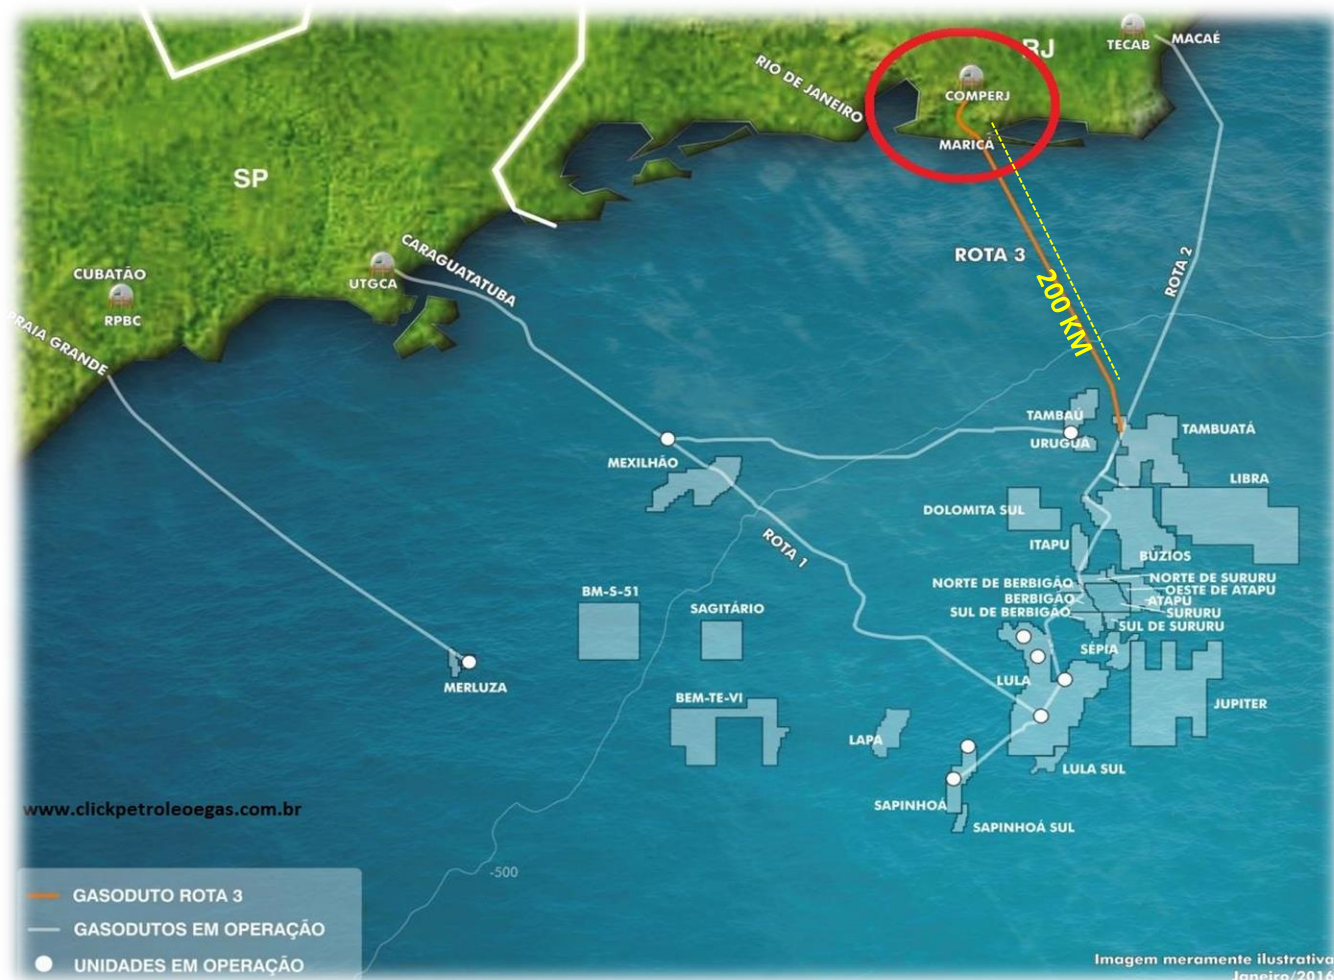 RJ
TECAB
MACAÉ
RIO DE JANEIRO
COMPERJ
MARICÁ
SP
CARAGUATATUBA
ROTA 3
ROTA 2
CUBATÃO
UTGCA
200 KM
RPBC
PRAIA GRANDE
TAMBAÚ
URUGUÁ
TAMBUATÁ
MEXILHÃO
LIBRA
DOLOMITA SUL
ROTA 1
ITAPU
BÚZIOS
NORTE DE BERBIGÃO
NORTE DE SURURU
OESTE DE ATAPU
BERBIGÃO
ATAPU
SUL DE BERBIGÃO
SURURU
SUL DE SURURU
BM-S-51
SAGITÁRIO
SÉPIA
LULA
MERLUZA
BEM-TE-VI
JUPITER
LAPA
LULA SUL
www.clickpetroleoegas.com.br
SAPINHOÁ
SAPINHOÁ SUL
-500
GASODUTO ROTA 3
GASODUTOS EM OPERAÇÃO
UNIDADES EM OPERAÇÃO
Imagem meramente ilustrativa
Janeiro/2016